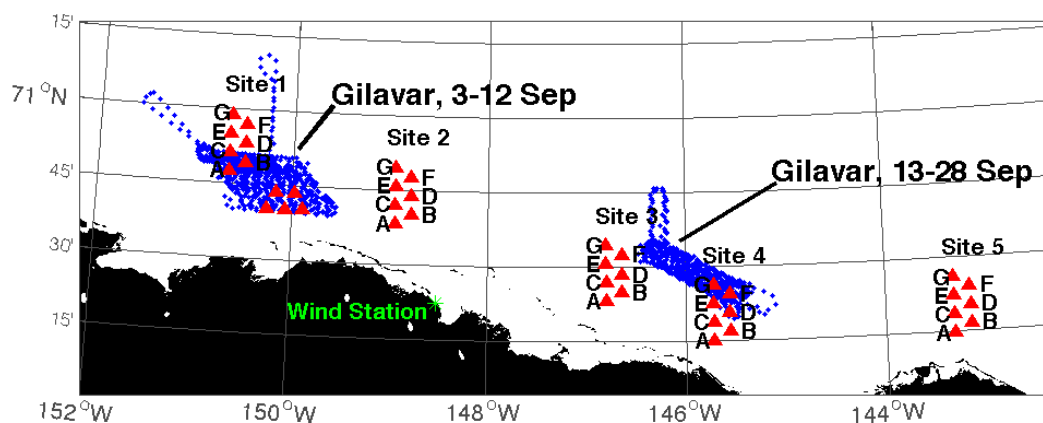 15'
71°N
45'
30'
15'
152°W
150°W
148°W
146°W
144°W
Site 1
G
F
E
D
C
B
A
Gilavar, 3-12 Sep
Site 2
G
F
E
D
C
B
A
Gilavar, 13-28 Sep
Site 3
G
F
E
D
C
B
A
Site 4
G
F
E
D
C
B
A
Site 5
G
F
E
D
C
B
A
Wind Station